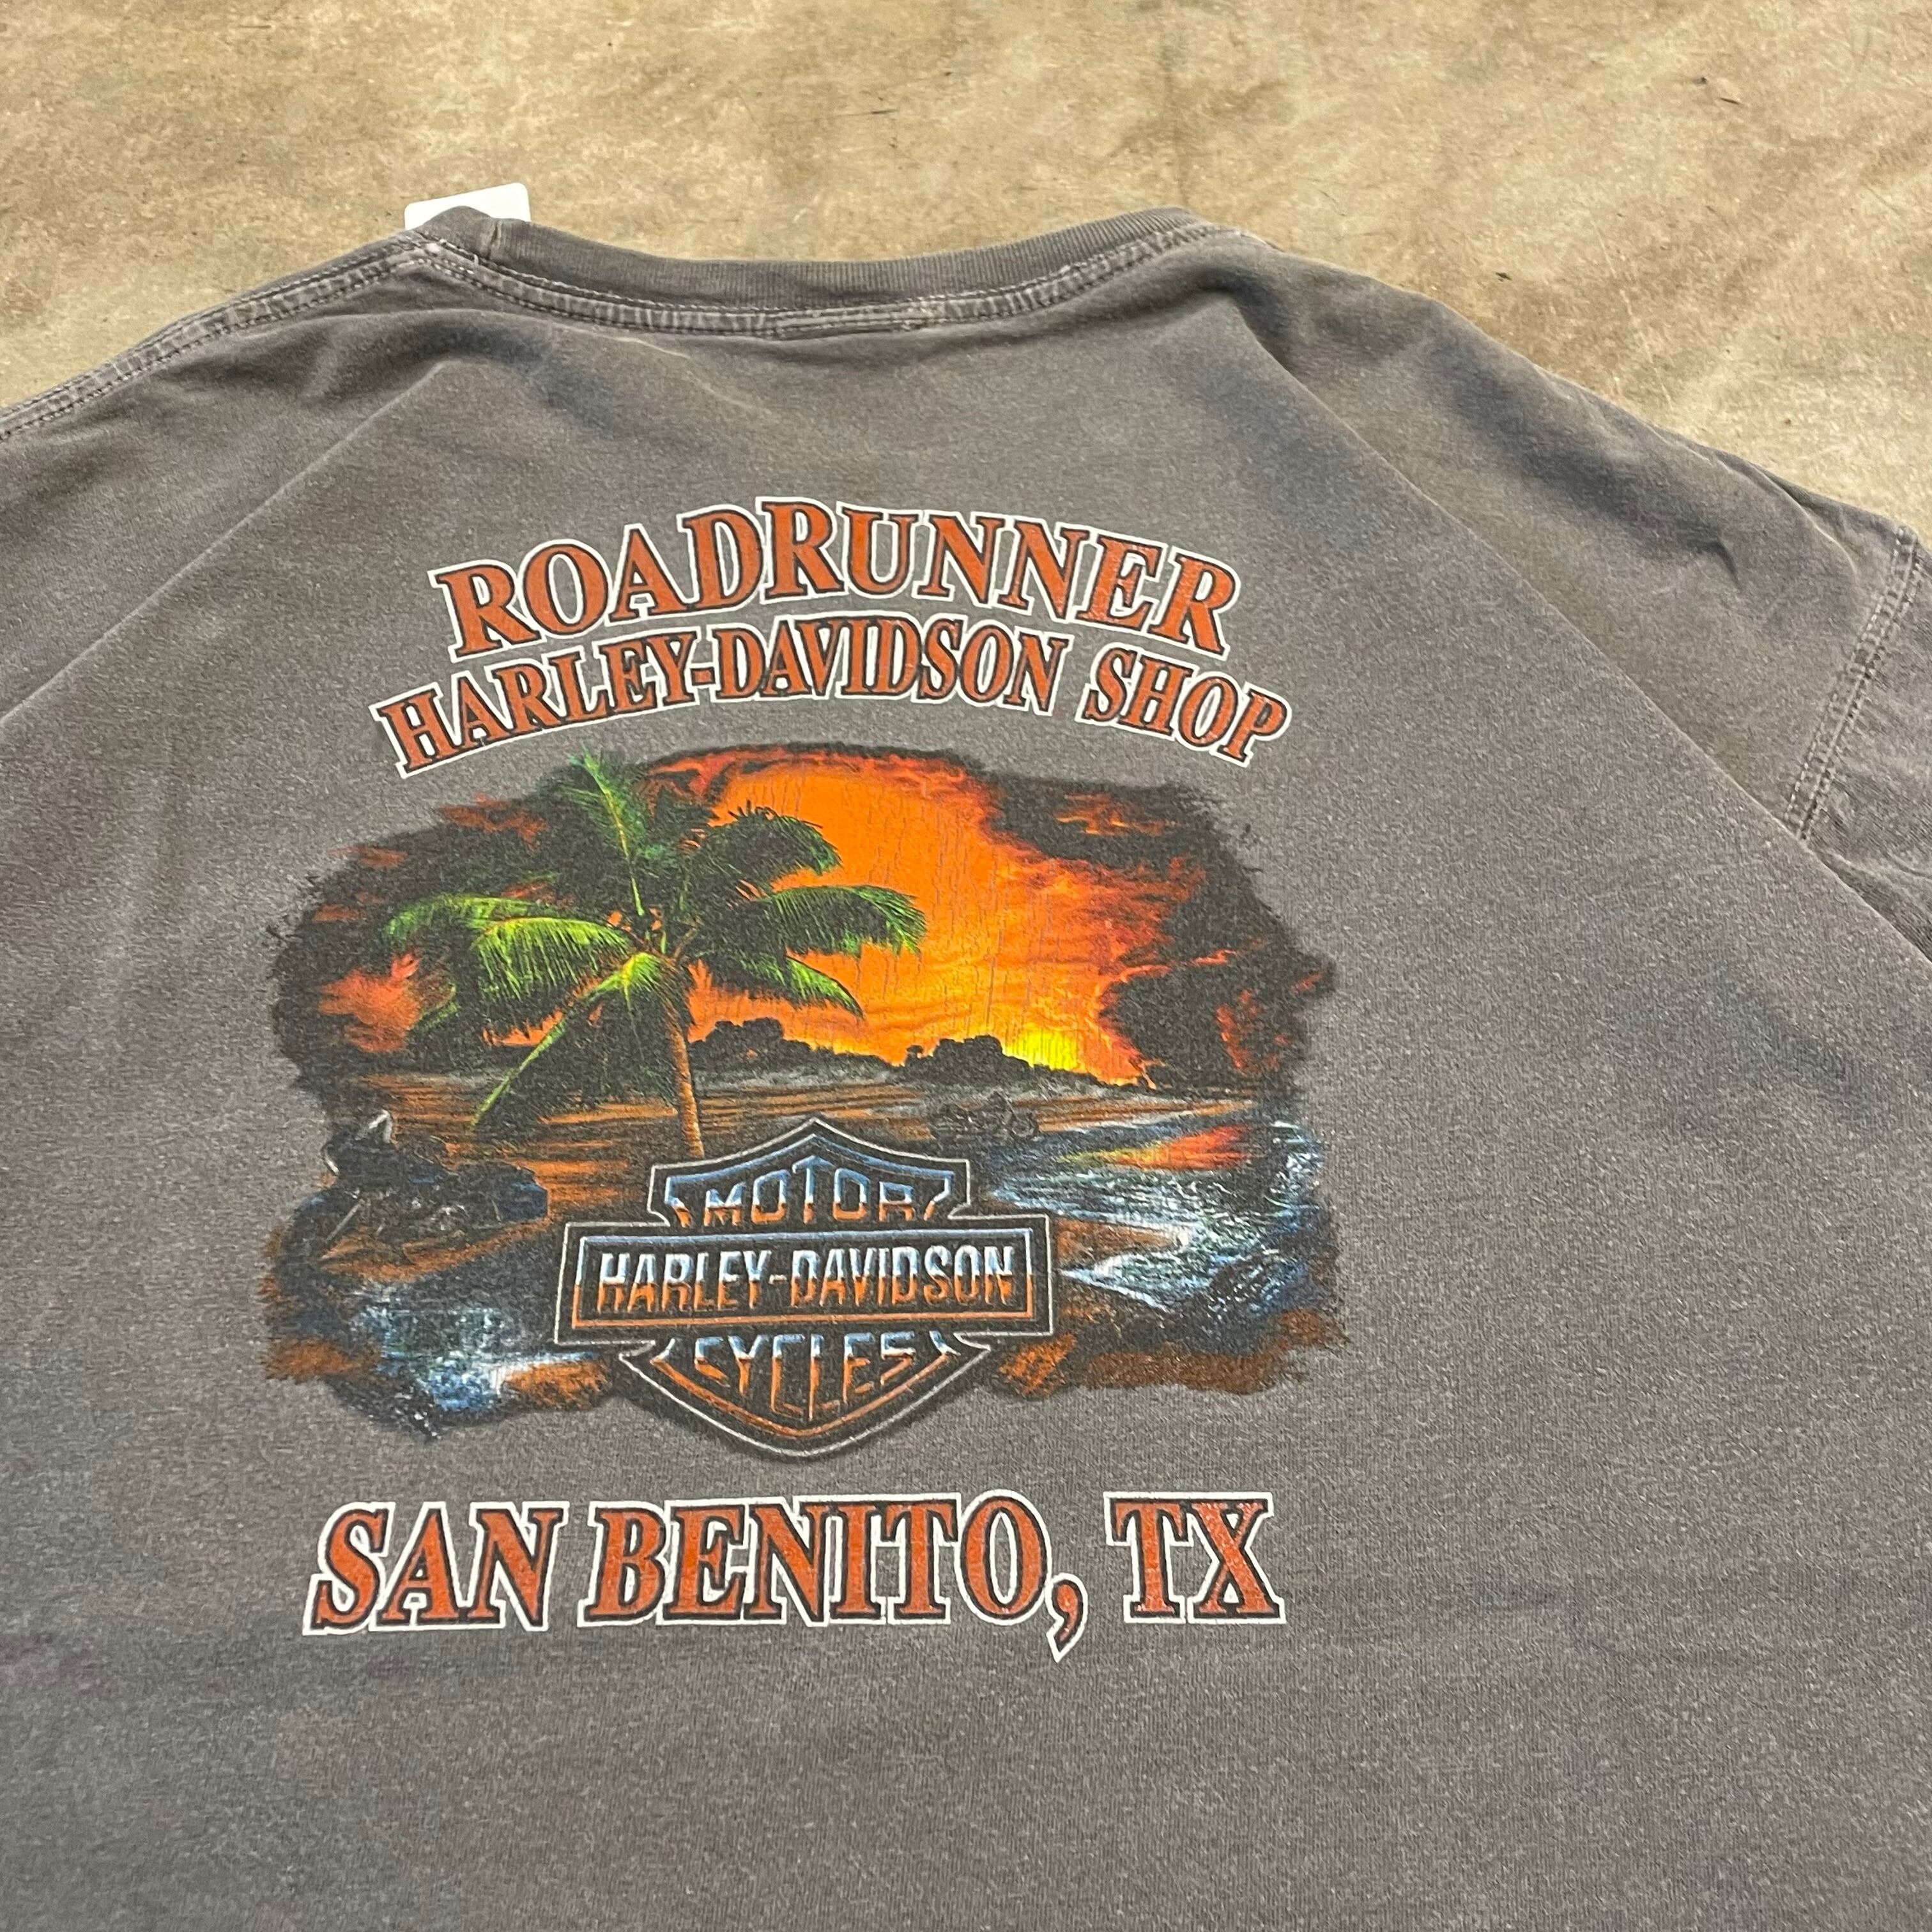 ROADRUNNER
HARLEY-DAVIDSON SHOP
MOTOR
HARLEY-DAVIDSON
CYCLES
SAN BENITO, TX